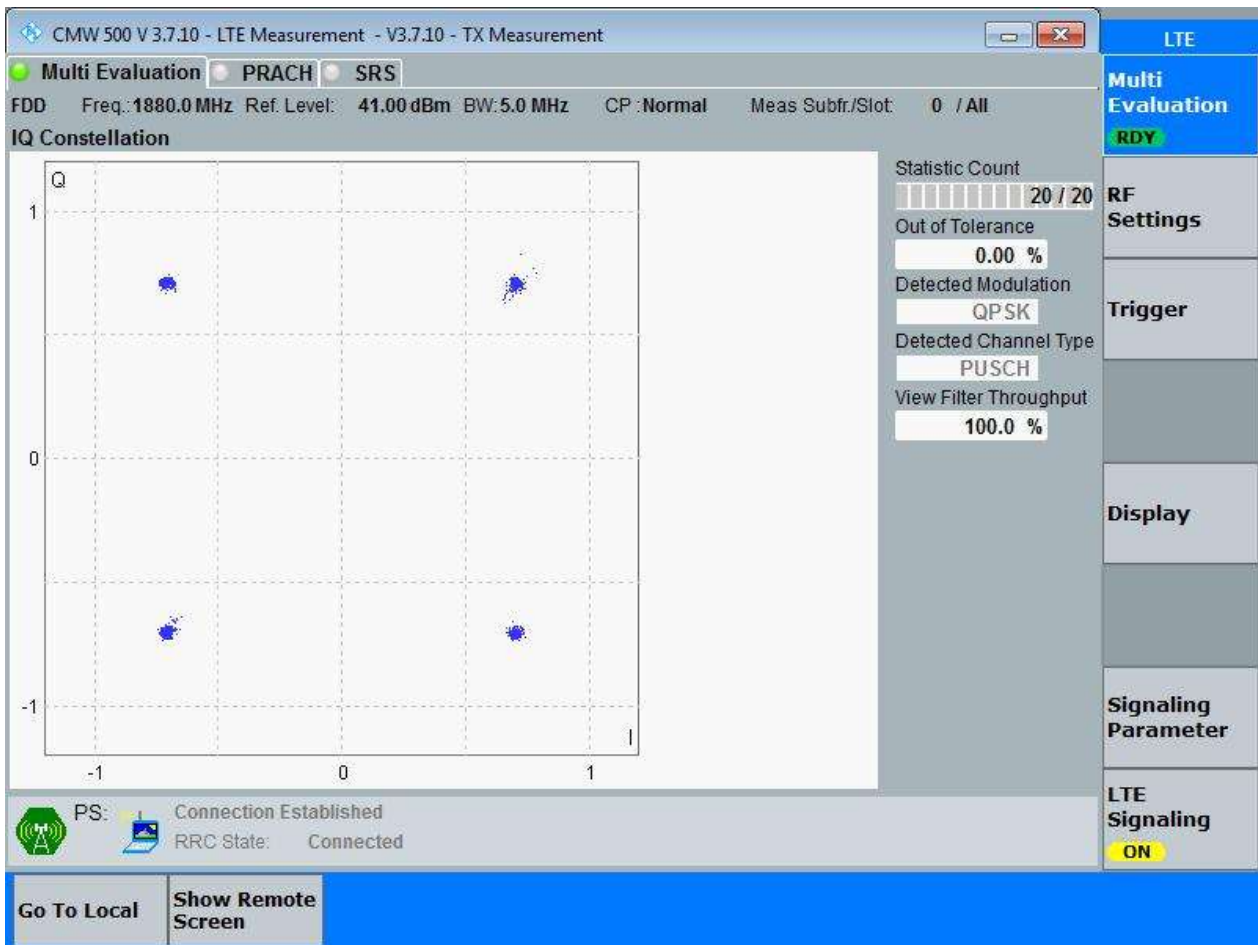 CMW 500 V 3.7.10 - LTE Measurement - V3.7.10 - TX Measurement
LTE
Multi Evaluation PRACH SRS
Multi
Evaluation
RDY
FDD Freq.:1880.0 MHz Ref. Level: 41.00 dBm BW:5.0 MHz CP :Normal Meas Subfr./Slot: 0 / All
IQ Constellation
Q
1
0
-1
-1 0 1
I
Statistic Count
20 / 20
Out of Tolerance
0.00 %
Detected Modulation
QPSK
Detected Channel Type
PUSCH
View Filter Throughput
100.0 %
RF
Settings
Trigger
Display
Signaling
Parameter
LTE
Signaling
ON
PS: Connection Established
RRC State: Connected
Go To Local
Show Remote
Screen